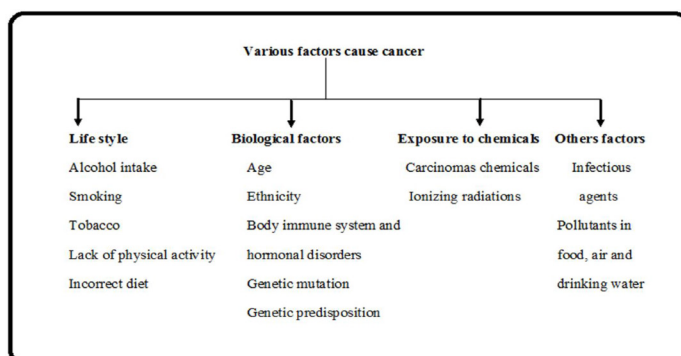 Various factors cause cancer
Life style
Alcohol intake
Smoking
Tobacco
Lack of physical activity
Incorrect diet
Biological factors
Age
Ethnicity
Body immune system and
hormonal disorders
Genetic mutation
Genetic predisposition
Exposure to chemicals
Carcinomas chemicals
Ionizing radiations
Others factors
Infectious
agents
Pollutants in
food, air and
drinking water